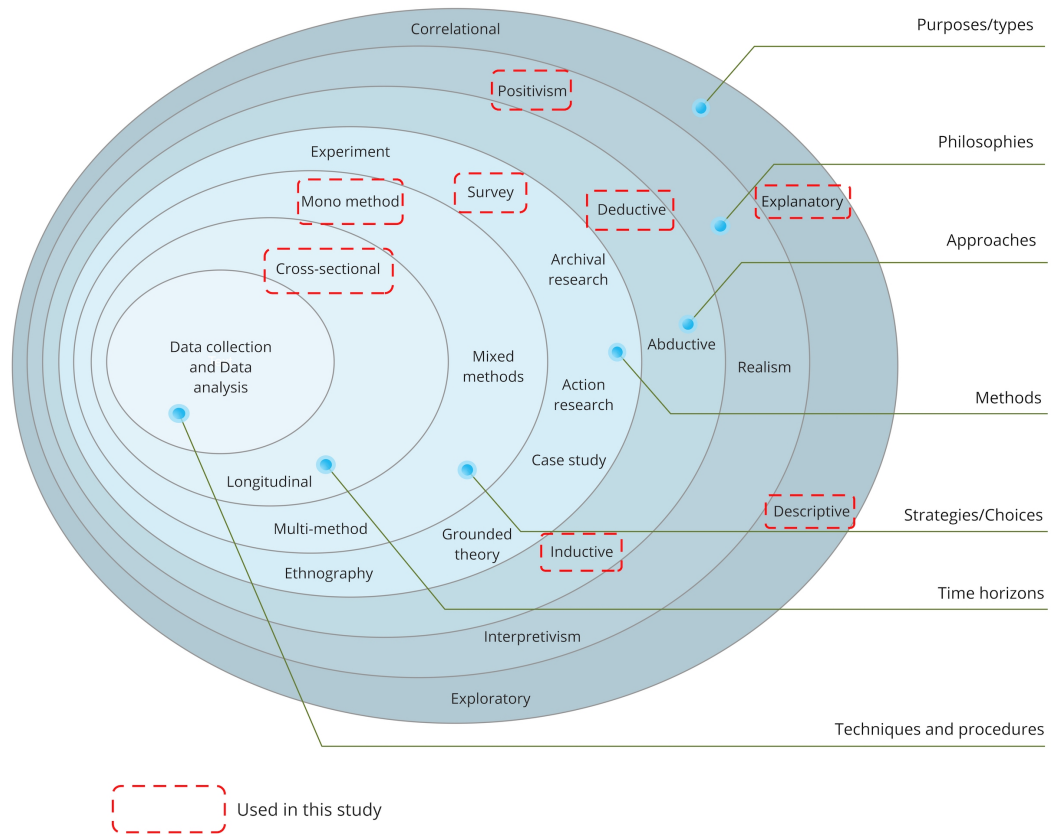 Correlational
Purposes/types
Positivism
Philosophies
Experiment
Mono method
Survey
Deductive
Explanatory
Approaches
Cross-sectional
Archival
research
Abductive
Data collection
and Data
analysis
Mixed
methods
Realism
Action
research
Methods
Case study
Longitudinal
Descriptive
Strategies/Choices
Multi-method
Grounded
theory
Inductive
Ethnography
Time horizons
Interpretivism
Exploratory
Techniques and procedures
Used in this study